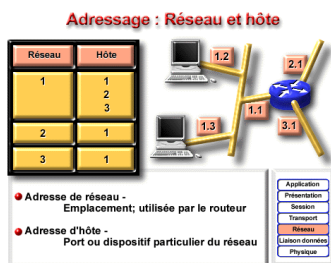 Adressage : Réseau et hôte
Réseau Hôte
1 1
2
3
2 1
3 1
1.2
2.1
1.1
1.3
3.1
Adresse de réseau -
Emplacement; utilisée par le routeur
Adresse d'hôte -
Port ou dispositif particulier du réseau
Application
Présentation
Session
Transport
Réseau
Liaison données
Physique